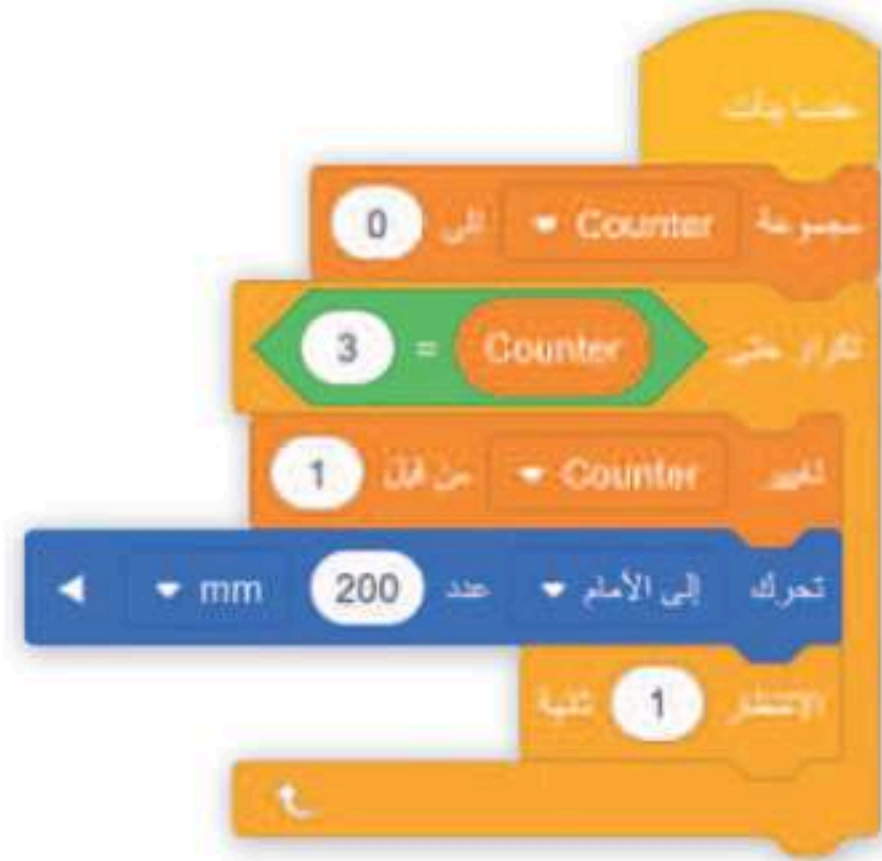 عندما يبدأ
مجموعة Counter إلى 0
تكرار حتى Counter = 3
تغيير Counter من قبل 1
تحرك إلى الأمام عدد 200 mm
الانتظار 1 ثانية